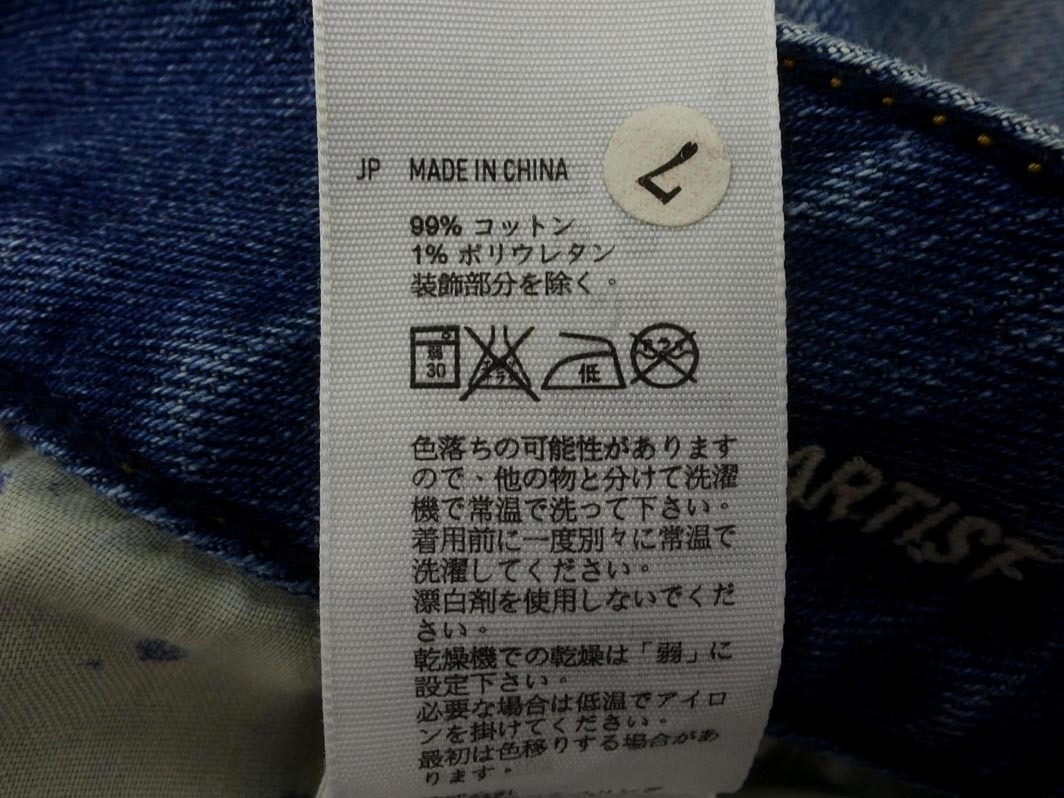 JP MADE IN CHINA
99% コットン
1% ポリウレタン
装飾部分を除く。
弱
30
低
色落ちの可能性があります
ので、他の物と分けて洗濯
機で常温で洗って下さい。
着用前に一度別々に常温で
洗濯してください。
漂白剤を使用しないでくだ
さい。
乾燥機での乾燥は「弱」に
設定下さい。
必要な場合は低温でアイロ
ンを掛けてください。
最初は色移りする場合があ
ります。
ARTIST